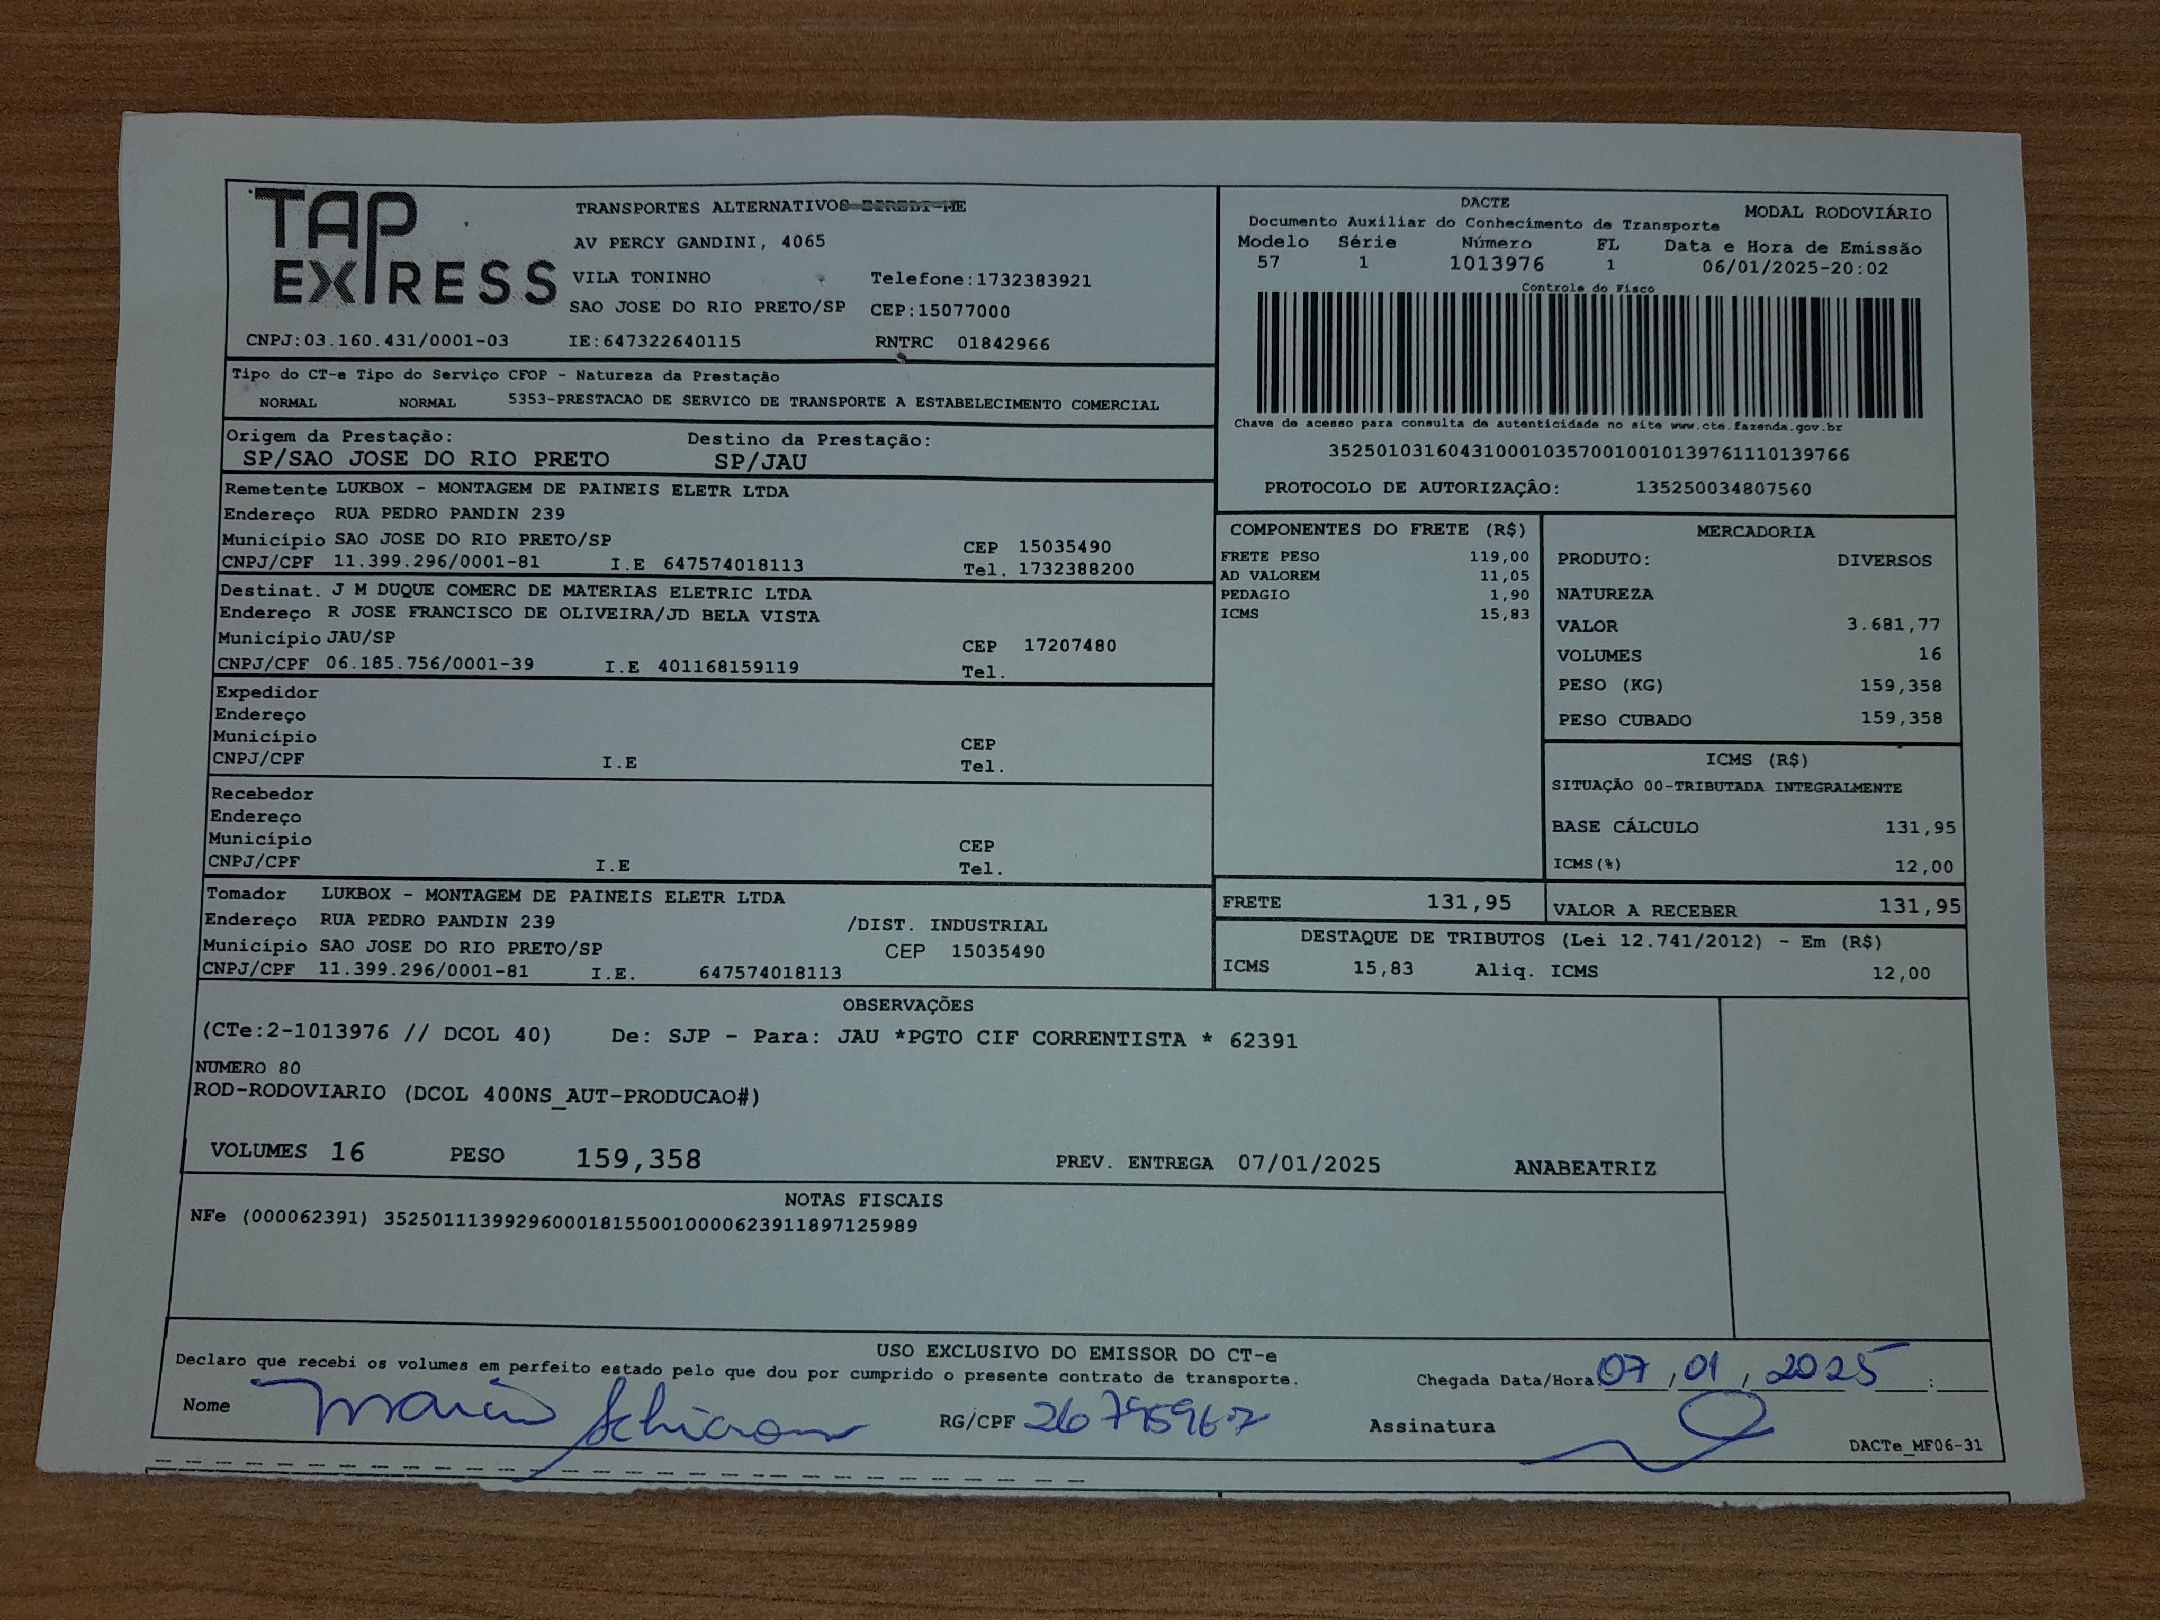 TAP
EXPRESS
TRANSPORTES ALTERNATIVOS
AV PERCY GANDINI, 4065
VILA TONINHO Telefone:1732383921
SAO JOSE DO RIO PRETO/SP CEP:15077000
CNPJ:03.160.431/0001-03 IE:647322640115 RNTRC 01842966
DACTE
Documento Auxiliar do Conhecimento de Transporte MODAL RODOVIÁRIO
Modelo Série Número FL Data e Hora de Emissão
57 1 1013976 1 06/01/2025-20:02
Controle do Fisco
Chave de acesso para consulta de autenticidade no site www.cte.fazenda.gov.br
35250103160431000103570010010139761110139766
PROTOCOLO DE AUTORIZAÇÃO: 135250034807560
Tipo do CT-e Tipo do Serviço CFOP - Natureza da Prestação
NORMAL NORMAL 5353-PRESTACAO DE SERVICO DE TRANSPORTE A ESTABELECIMENTO COMERCIAL
Origem da Prestação: Destino da Prestação:
SP/SAO JOSE DO RIO PRETO SP/JAU
Remetente LUKBOX - MONTAGEM DE PAINEIS ELETR LTDA
Endereço RUA PEDRO PANDIN 239
Município SAO JOSE DO RIO PRETO/SP CEP 15035490
CNPJ/CPF 11.399.296/0001-81 I.E 647574018113 Tel. 1732388200
Destinat. J M DUQUE COMERC DE MATERIAS ELETRIC LTDA
Endereço R JOSE FRANCISCO DE OLIVEIRA/JD BELA VISTA
Município JAU/SP CEP 17207480
CNPJ/CPF 06.185.756/0001-39 I.E 401168159119 Tel.
Expedidor
Endereço
Município CEP
CNPJ/CPF I.E Tel.
Recebedor
Endereço
Município CEP
CNPJ/CPF I.E Tel.
Tomador LUKBOX - MONTAGEM DE PAINEIS ELETR LTDA
Endereço RUA PEDRO PANDIN 239 /DIST. INDUSTRIAL
Município SAO JOSE DO RIO PRETO/SP CEP 15035490
CNPJ/CPF 11.399.296/0001-81 I.E. 647574018113
COMPONENTES DO FRETE (R$)
FRETE PESO 119,00
AD VALOREM 11,05
PEDAGIO 1,90
ICMS 15,83
MERCADORIA
PRODUTO: DIVERSOS
NATUREZA
VALOR 3.681,77
VOLUMES 16
PESO (KG) 159,358
PESO CUBADO 159,358
ICMS (R$)
SITUAÇÃO 00-TRIBUTADA INTEGRALMENTE
BASE CÁLCULO 131,95
ICMS(%) 12,00
FRETE 131,95 VALOR A RECEBER 131,95
DESTAQUE DE TRIBUTOS (Lei 12.741/2012) - Em (R$)
ICMS 15,83 Aliq. ICMS 12,00
OBSERVAÇÕES
(CTe:2-1013976 // DCOL 40) De: SJP - Para: JAU *PGTO CIF CORRENTISTA * 62391
NUMERO 80
ROD-RODOVIARIO (DCOL 400NS_AUT-PRODUCAO#)
VOLUMES 16 PESO 159,358 PREV. ENTREGA 07/01/2025 ANABEATRIZ
NOTAS FISCAIS
NFe (000062391) 35250111399296000181550010000623911897125989
USO EXCLUSIVO DO EMISSOR DO CT-e
Declaro que recebi os volumes em perfeito estado pelo que dou por cumprido o presente contrato de transporte. Chegada Data/Hora 07,01,2025 :
Nome RG/CPF Assinatura
DACTe_MF06-31